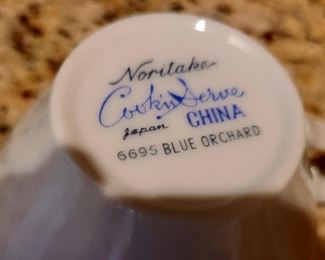 Noritake
Cook'n Serve
Japan CHINA
6695 BLUE ORCHARD